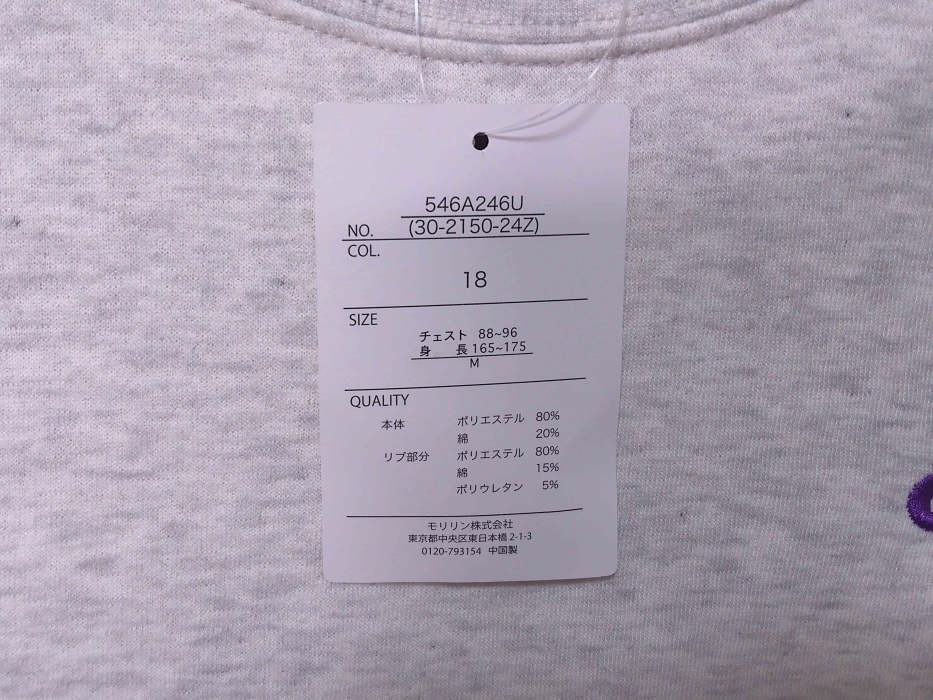 546A246U
NO. (30-2150-24Z)
COL.
18
SIZE
チェスト 88~96
身 長 165~175
M
QUALITY
本体 ポリエステル 80%
綿 20%
リブ部分 ポリエステル 80%
綿 15%
ポリウレタン 5%
モリリン株式会社
東京都中央区東日本橋 2-1-3
0120-793154 中国製